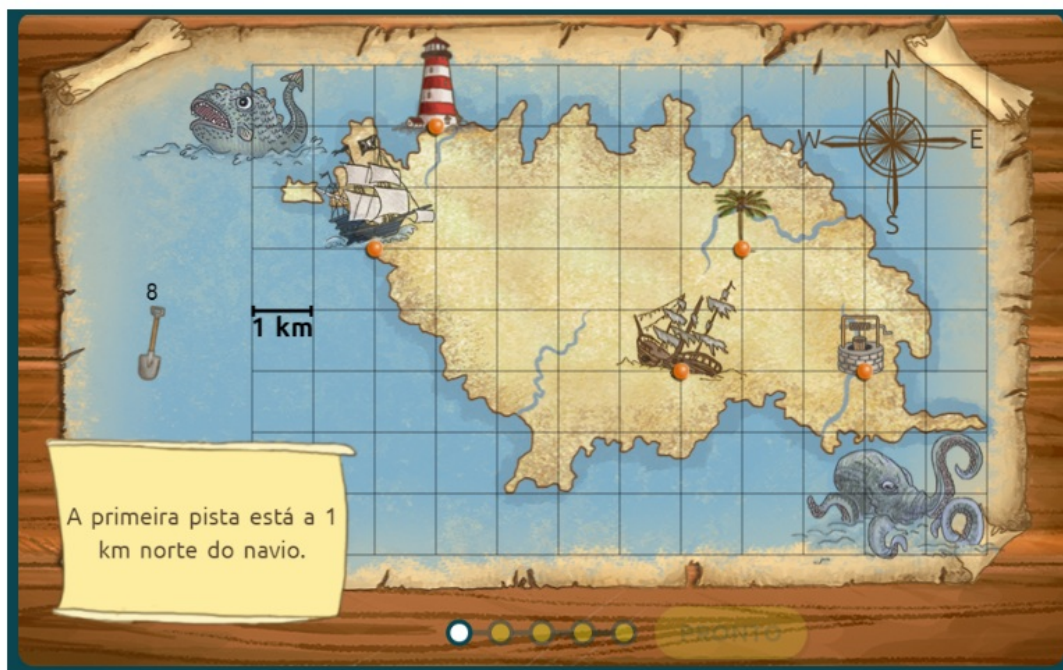 N
W E
S
8
1 km
A primeira pista está a 1
km norte do navio.
PRONTO